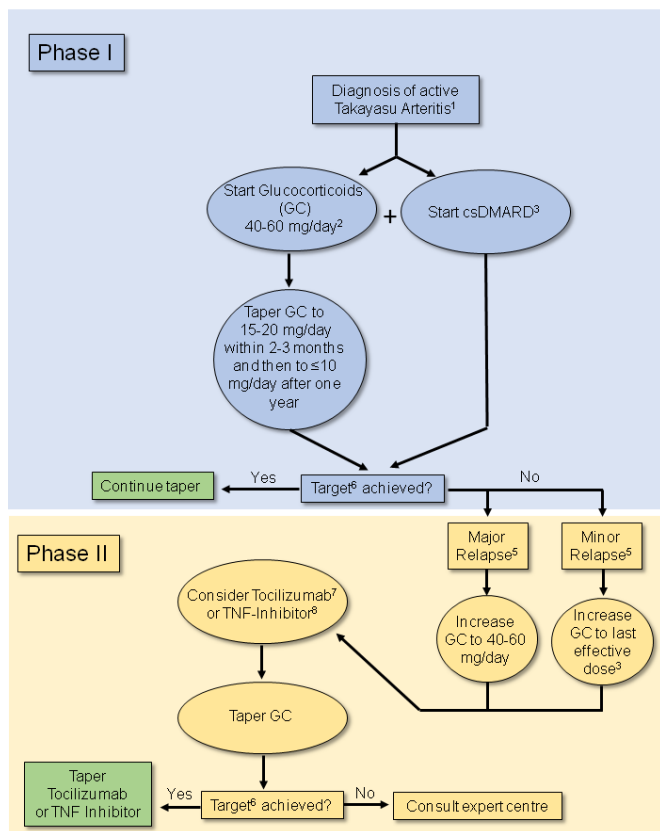 Phase I
Diagnosis of active
Takayasu Arteritis¹
Start Glucocorticoids
(GC)
40-60 mg/day²
+
Start csDMARD³
Taper GC to
15-20 mg/day
within 2-3 months
and then to ≤10
mg/day after one
year
Continue taper
Yes
Target⁶ achieved?
No
Phase II
Major
Relapse⁵
Minor
Relapse⁵
Consider Tocilizumab⁷
or TNF-Inhibitor⁸
Increase
GC to 40-60
mg/day
Increase
GC to last
effective
dose³
Taper GC
Taper
Tocilizumab
or TNF Inhibitor
Yes
Target⁶ achieved?
No
Consult expert centre